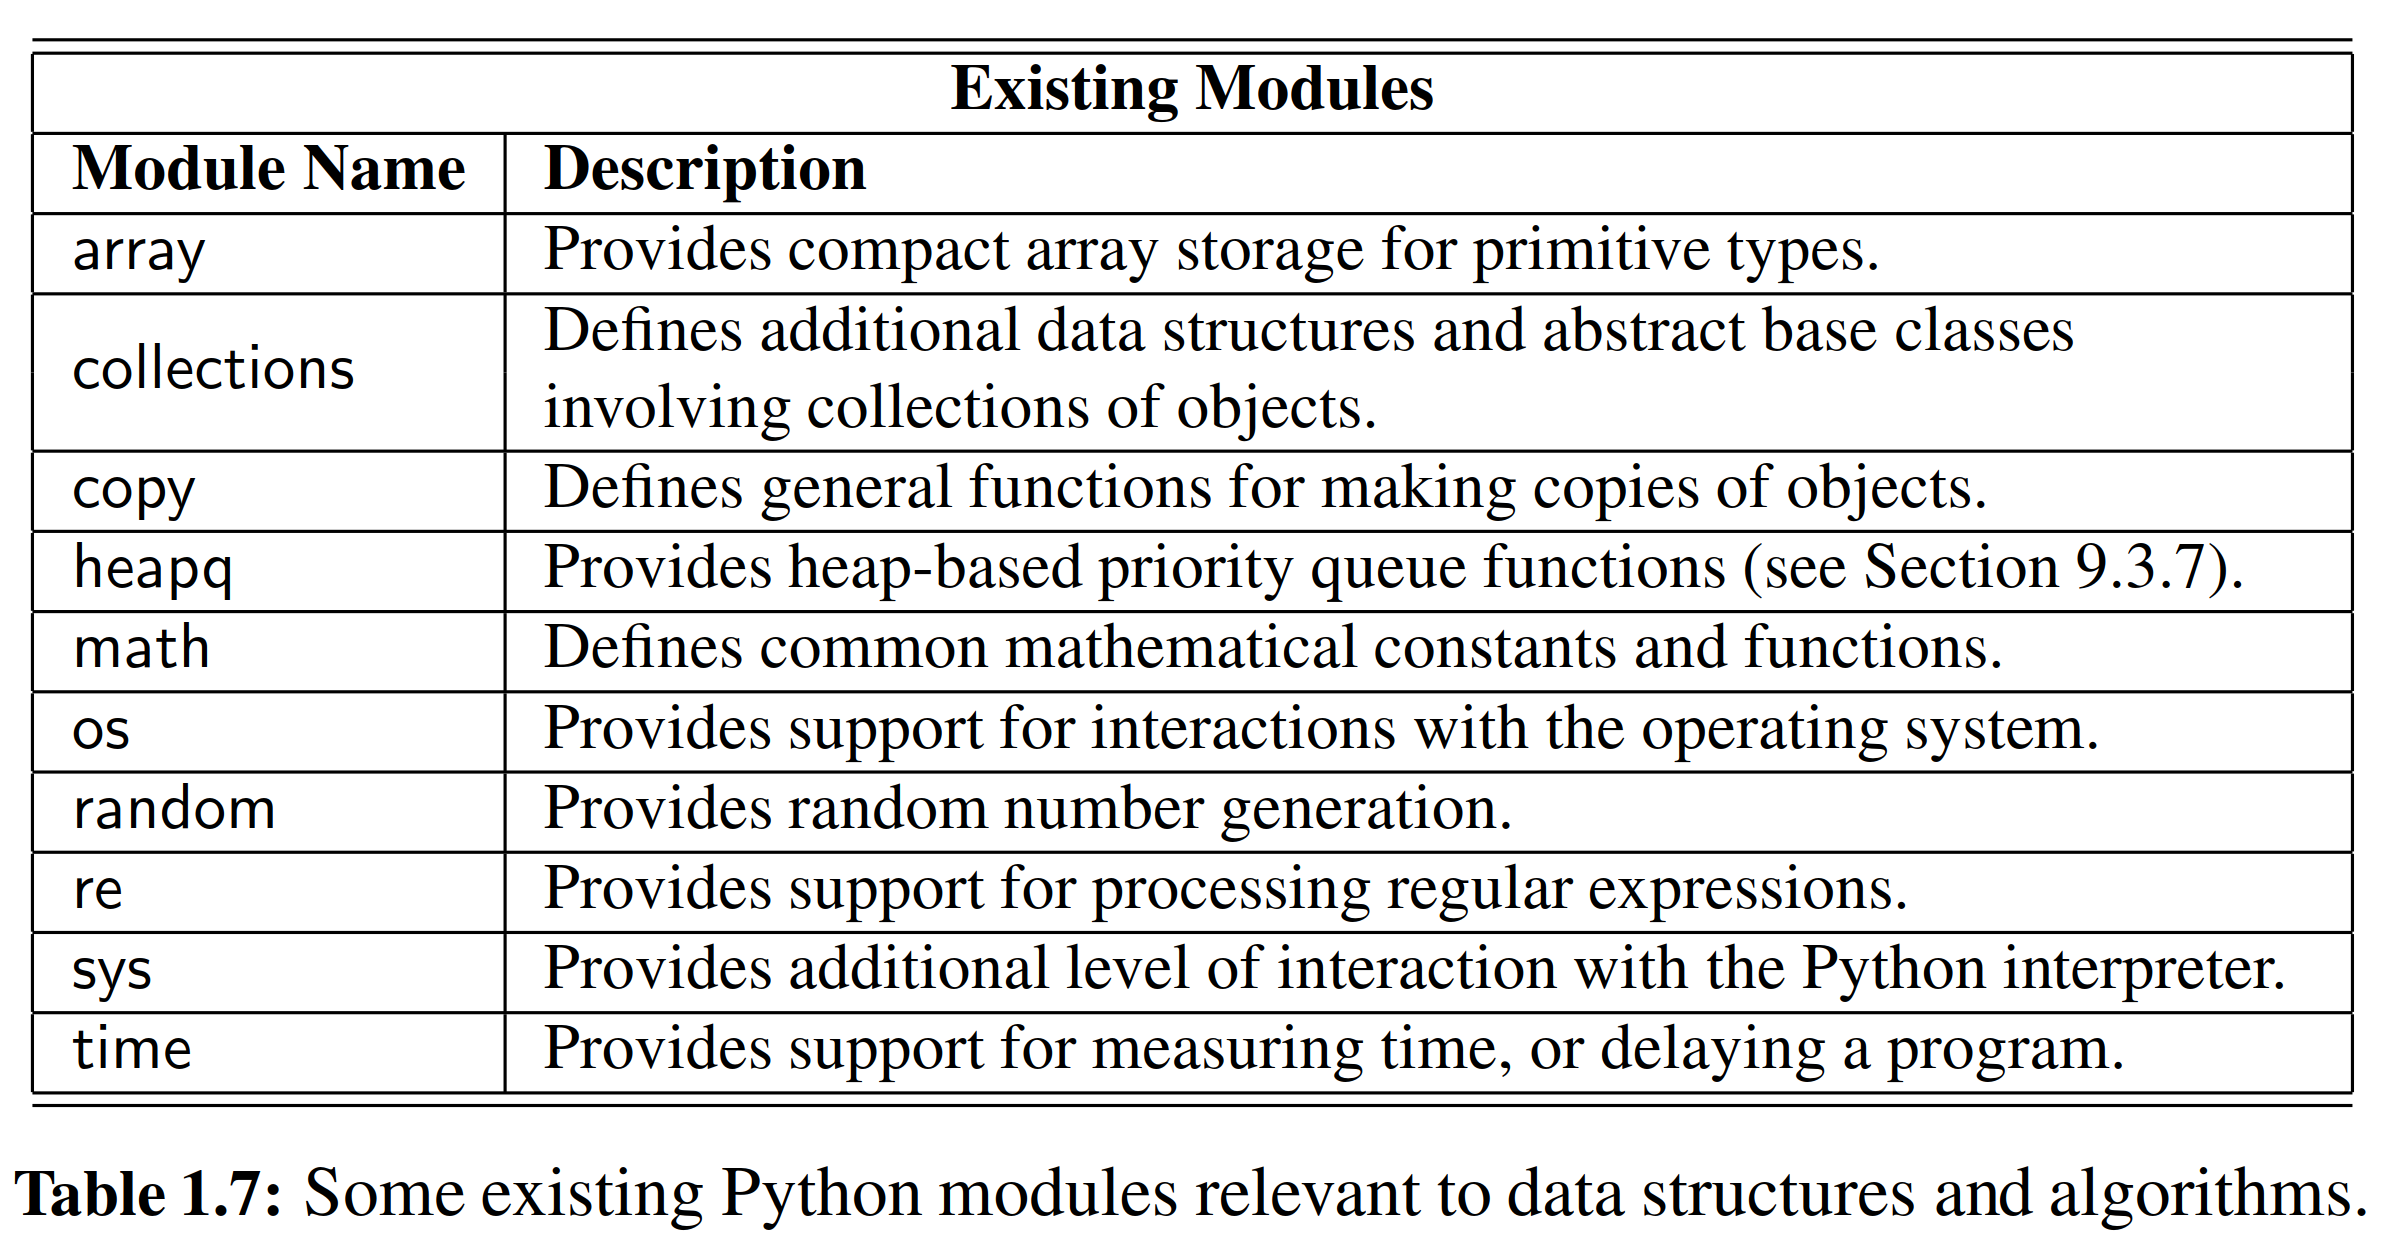 Existing Modules
Module Name Description
array Provides compact array storage for primitive types.
collections Defines additional data structures and abstract base classes
involving collections of objects.
copy Defines general functions for making copies of objects.
heapq Provides heap-based priority queue functions (see Section 9.3.7).
math Defines common mathematical constants and functions.
os Provides support for interactions with the operating system.
random Provides random number generation.
re Provides support for processing regular expressions.
sys Provides additional level of interaction with the Python interpreter.
time Provides support for measuring time, or delaying a program.
Table 1.7: Some existing Python modules relevant to data structures and algorithms.